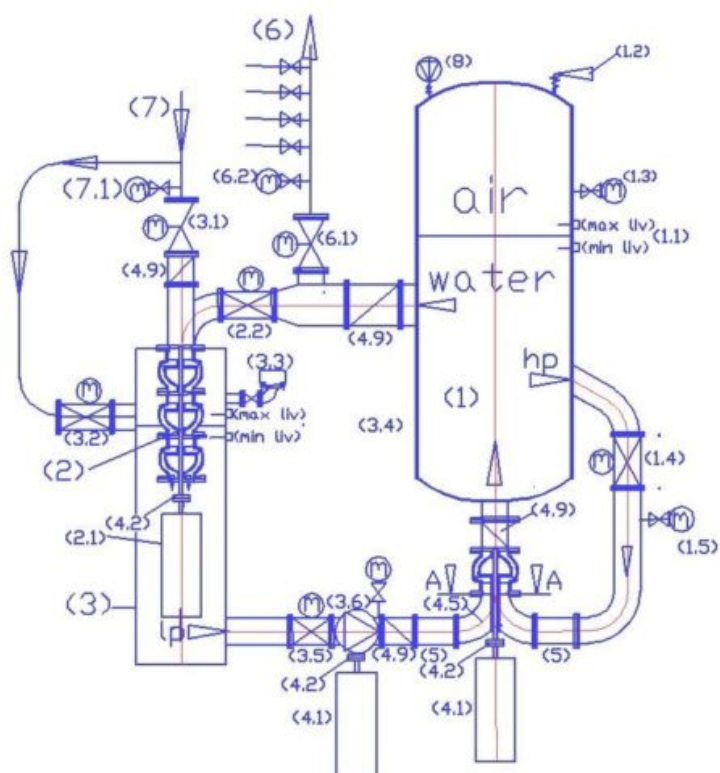 (6)
(8)
(1.2)
(7)
(7.1)
M
(3.1)
M
(6.2)
M
(6.1)
M
(1.3)
M
air
(max liv)
(min liv)
(1.1)
(4.9)
M
(2.2)
(4.9)
water
hp
(1)
(3.4)
M
(3.2)
(3.3)
(max liv)
(min liv)
(2)
M
(1.4)
(4.2)
(2.1)
(4.9)
M
(1.5)
(3)
A
A
(4.5)
lp
M
M
(3.6)
(3.5)
(4.9)
(5)
(5)
(4.2)
(4.2)
(4.1)
(4.1)